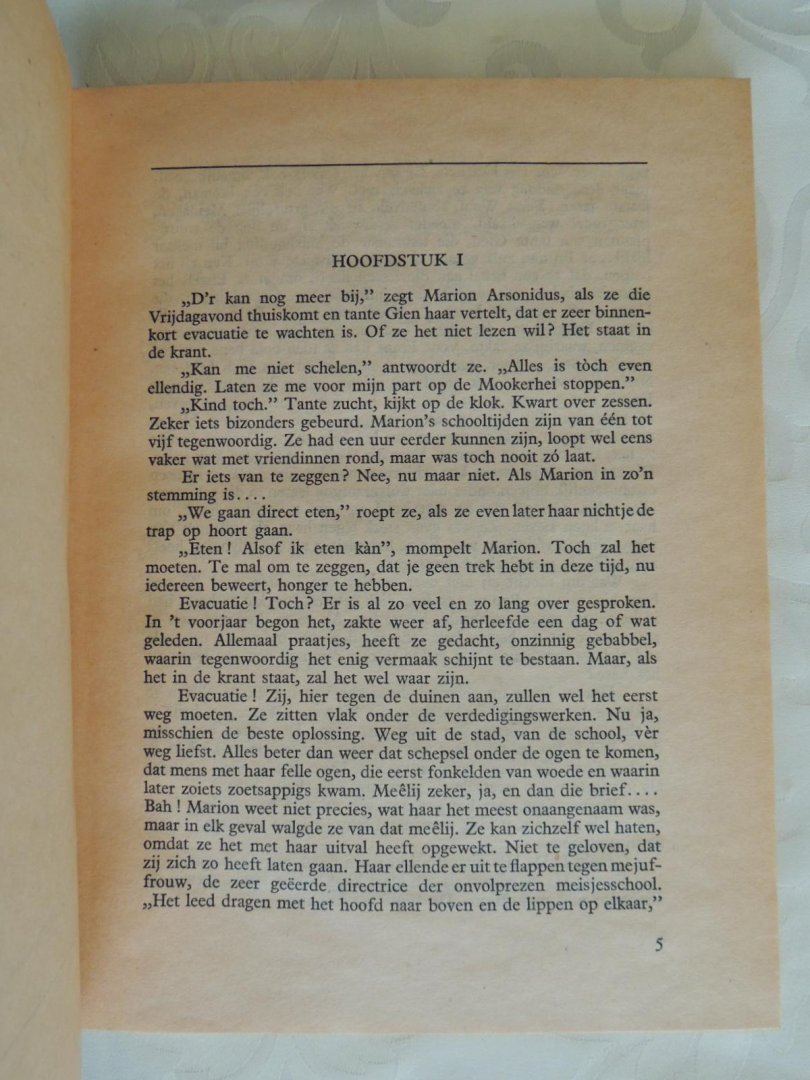 HOOFDSTUK I
„D'r kan nog meer bij,” zegt Marion Arsonidus, als ze die
Vrijdagavond thuiskomt en tante Gien haar vertelt, dat er zeer binnen-
kort evacuatie te wachten is. Of ze het niet lezen wil? Het staat in
de krant.
„Kan me niet schelen,” antwoordt ze. „Alles is tòch even
ellendig. Laten ze me voor mijn part op de Mookerhei stoppen.”
„Kind toch.” Tante zucht, kijkt op de klok. Kwart over zessen.
Zeker iets bizonders gebeurd. Marion's schooltijden zijn van één tot
vijf tegenwoordig. Ze had een uur eerder kunnen zijn, loopt wel eens
vaker wat met vriendinnen rond, maar was toch nooit zó laat.
Er iets van te zeggen? Nee, nu maar niet. Als Marion in zo'n
stemming is....
„We gaan direct eten,” roept ze, als ze even later haar nichtje de
trap op hoort gaan.
„Eten! Alsof ik eten kàn”, mompelt Marion. Toch zal het
moeten. Te mal om te zeggen, dat je geen trek hebt in deze tijd, nu
iedereen beweert, honger te hebben.
Evacuatie! Toch? Er is al zo veel en zo lang over gesproken.
In 't voorjaar begon het, zakte weer af, herleefde een dag of wat
geleden. Allemaal praatjes, heeft ze gedacht, onzinnig gebabbel,
waarin tegenwoordig het enig vermaak schijnt te bestaan. Maar, als
het in de krant staat, zal het wel waar zijn.
Evacuatie! Zij, hier tegen de duinen aan, zullen wel het eerst
weg moeten. Ze zitten vlak onder de verdedigingswerken. Nu ja,
misschien de beste oplossing. Weg uit de stad, van de school, vèr
weg liefst. Alles beter dan weer dat schepsel onder de ogen te komen,
dat mens met haar felle ogen, die eerst fonkelden van woede en waarin
later zoiets zoetsappigs kwam. Meêlij zeker, ja, en dan die brief....
Bah! Marion weet niet precies, wat haar het meest onaangenaam was,
maar in elk geval walgde ze van dat meêlij. Ze kan zichzelf wel haten,
omdat ze het met haar uitval heeft opgewekt. Niet te geloven, dat
zij zich zo heeft laten gaan. Haar ellende er uit te flappen tegen mejuf-
frouw, de zeer geëerde directrice der onvolprezen meisjesschool.
„Het leed dragen met het hoofd naar boven en de lippen op elkaar,”
5